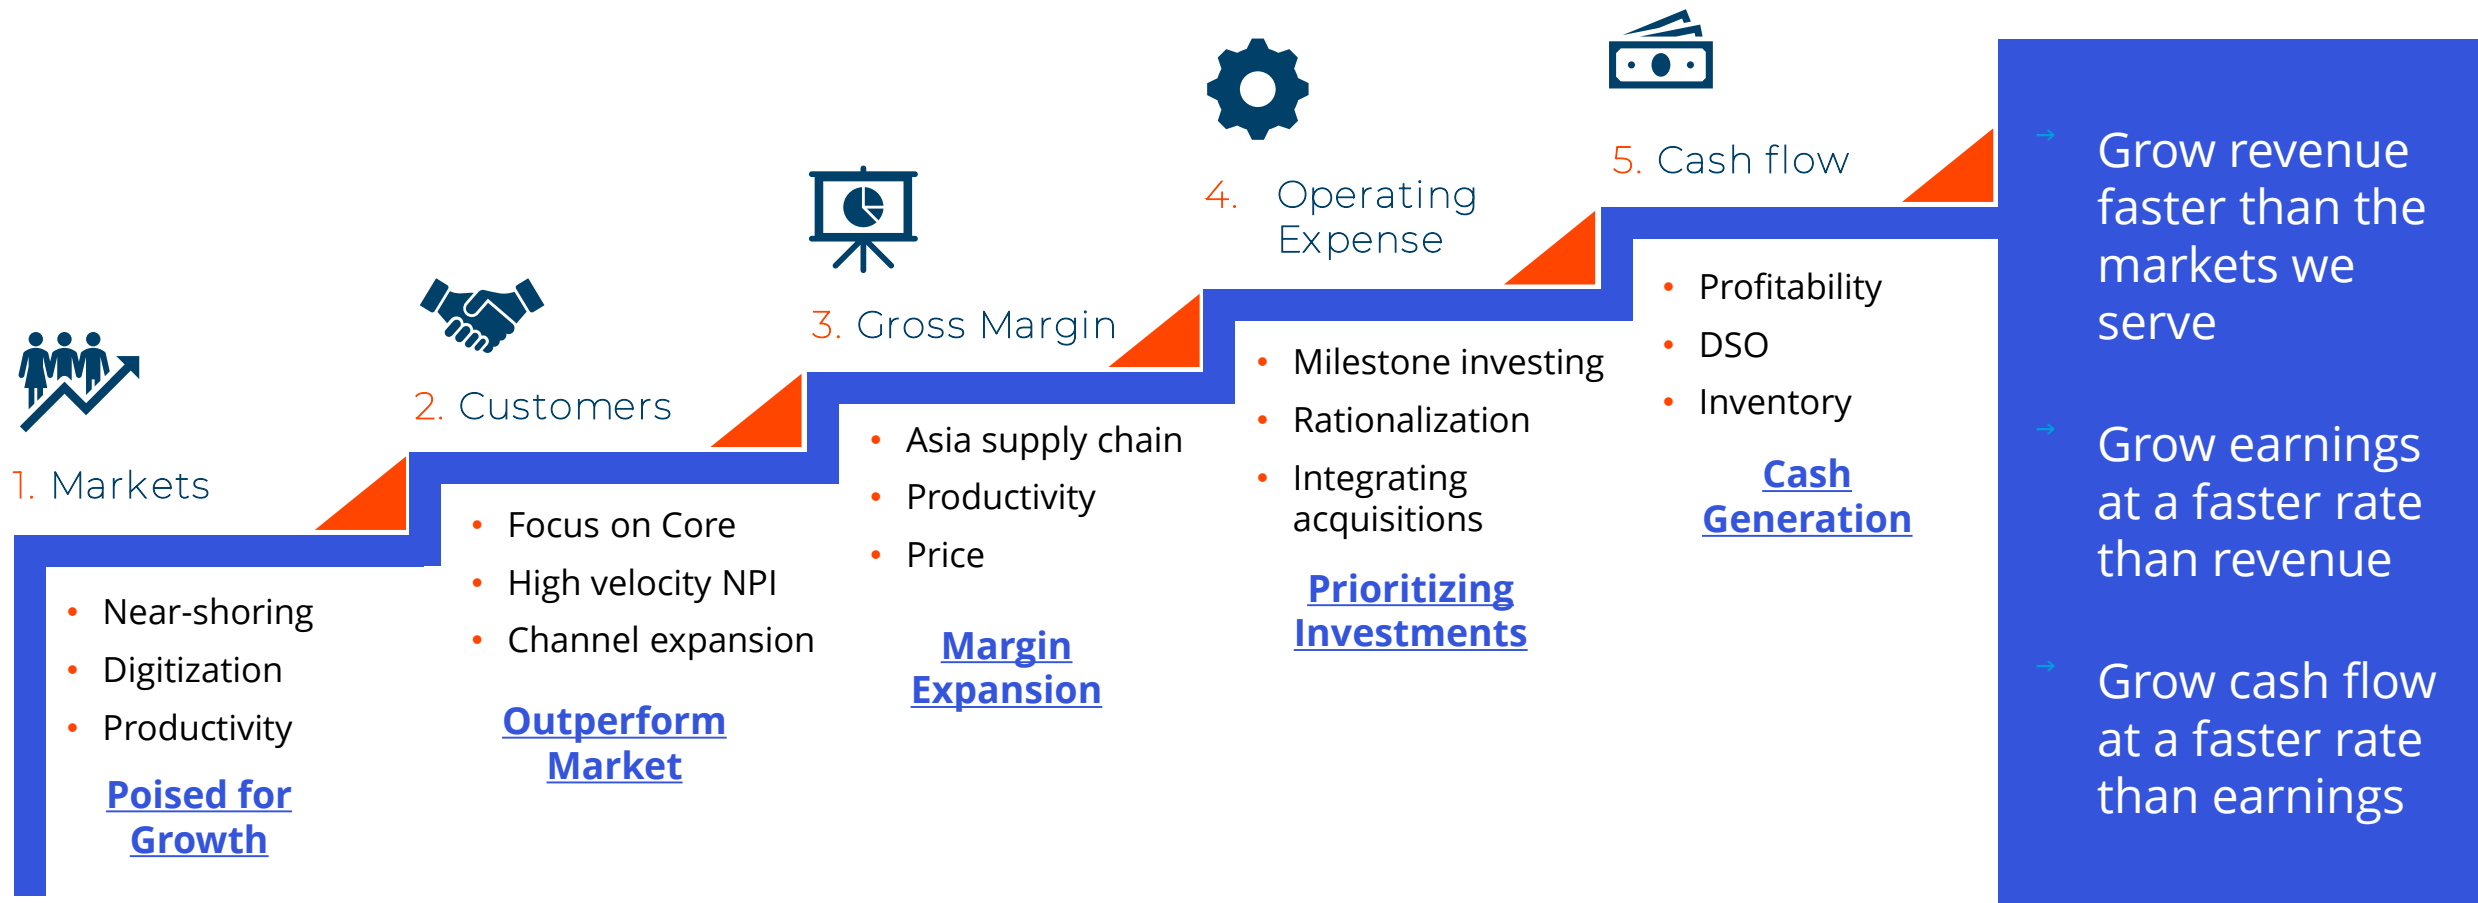 1. Markets
• Near-shoring
• Digitization
• Productivity
Poised for
Growth
2. Customers
• Focus on Core
• High velocity NPI
• Channel expansion
Outperform
Market
3. Gross Margin
• Asia supply chain
• Productivity
• Price
Margin
Expansion
4. Operating
Expense
• Milestone investing
• Rationalization
• Integrating
acquisitions
Prioritizing
Investments
5. Cash flow
• Profitability
• DSO
• Inventory
Cash
Generation
→ Grow revenue
faster than the
markets we
serve
→ Grow earnings
at a faster rate
than revenue
→ Grow cash flow
at a faster rate
than earnings